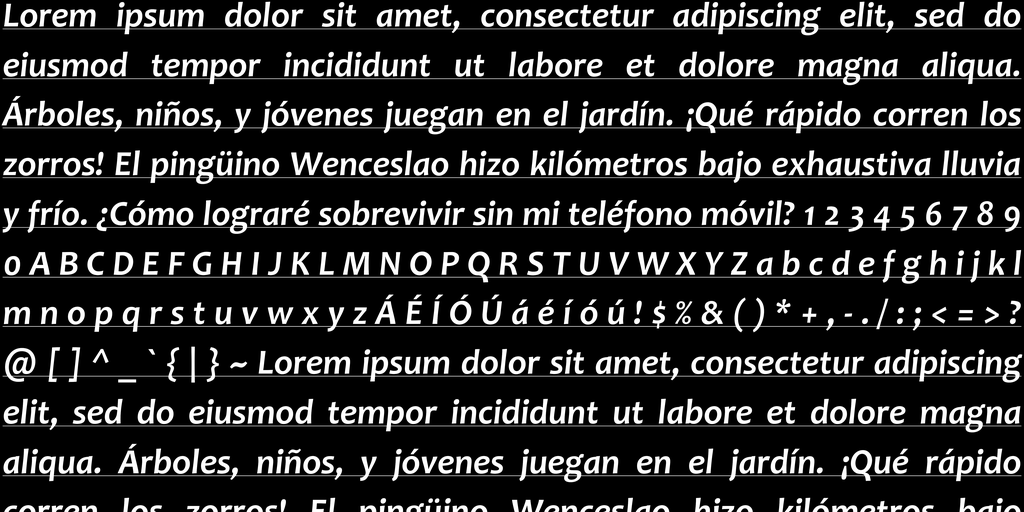 Lorem ipsum dolor sit amet, consectetur adipiscing elit, sed do
eiusmod tempor incididunt ut labore et dolore magna aliqua.
Árboles, niños, y jóvenes juegan en el jardín. ¡Qué rápido corren los
zorros! El pingüino Wenceslao hizo kilómetros bajo exhaustiva lluvia
y frío. ¿Cómo lograré sobrevivir sin mi teléfono móvil? 1 2 3 4 5 6 7 8 9
0 A B C D E F G H I J K L M N O P Q R S T U V W X Y Z a b c d e f g h i j k l
m n o p q r s t u v w x y z Á É Í Ó Ú á é í ó ú ! $ % & ( ) * + , - . / : ; < = > ?
@ [ ] ^ _ ` { | } ~ Lorem ipsum dolor sit amet, consectetur adipiscing
elit, sed do eiusmod tempor incididunt ut labore et dolore magna
aliqua. Árboles, niños, y jóvenes juegan en el jardín. ¡Qué rápido
corren los zorros! El pingüino Wenceslao hizo kilómetros bajo